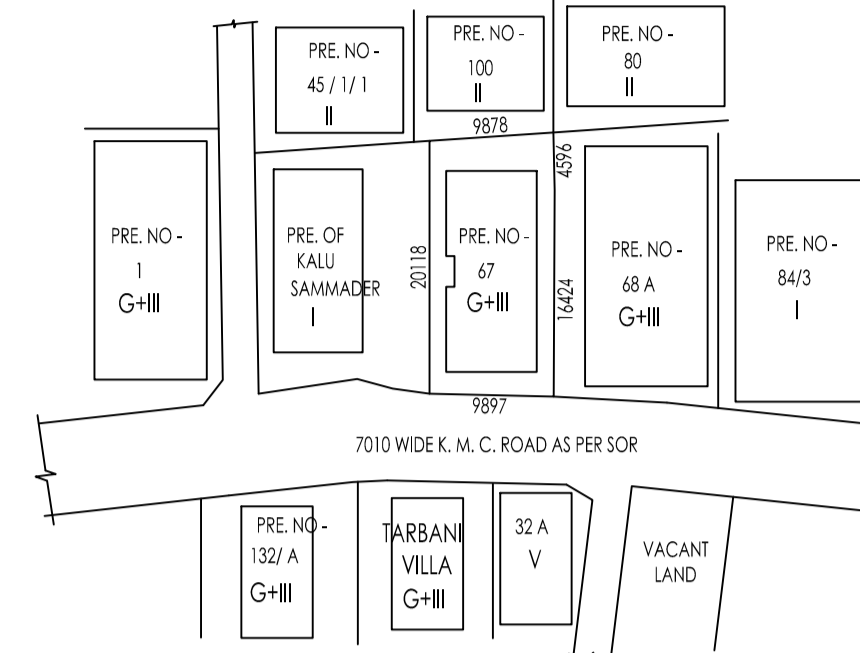 PRE. NO -
45 / 1/ 1
II
PRE. NO -
100
II
PRE. NO -
80
II
9878
4596
PRE. NO -
1
G+III
PRE. OF
KALU
SAMMADER
I
20118
PRE. NO -
67
G+III
16424
PRE. NO -
68 A
G+III
PRE. NO -
84/3
I
9897
7010 WIDE K. M. C. ROAD AS PER SOR
PRE. NO -
132/ A
G+III
TARBANI
VILLA
G+III
32 A
V
VACANT
LAND